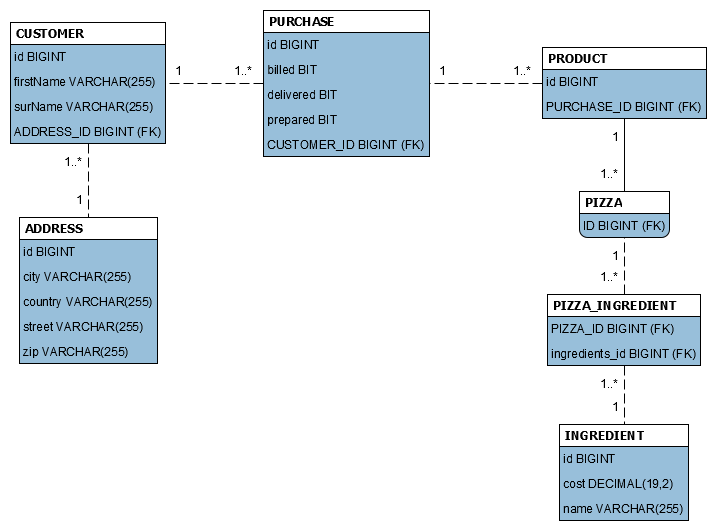 CUSTOMER
id BIGINT
firstName VARCHAR(255)
surName VARCHAR(255)
ADDRESS_ID BIGINT (FK)
1
1..*
PURCHASE
id BIGINT
billed BIT
delivered BIT
prepared BIT
CUSTOMER_ID BIGINT (FK)
1
1..*
PRODUCT
id BIGINT
PURCHASE_ID BIGINT (FK)
1..*
1
ADDRESS
id BIGINT
city VARCHAR(255)
country VARCHAR(255)
street VARCHAR(255)
zip VARCHAR(255)
1
1..*
PIZZA
ID BIGINT (FK)
1
1..*
PIZZA_INGREDIENT
PIZZA_ID BIGINT (FK)
ingredients_id BIGINT (FK)
1..*
1
INGREDIENT
id BIGINT
cost DECIMAL(19,2)
name VARCHAR(255)